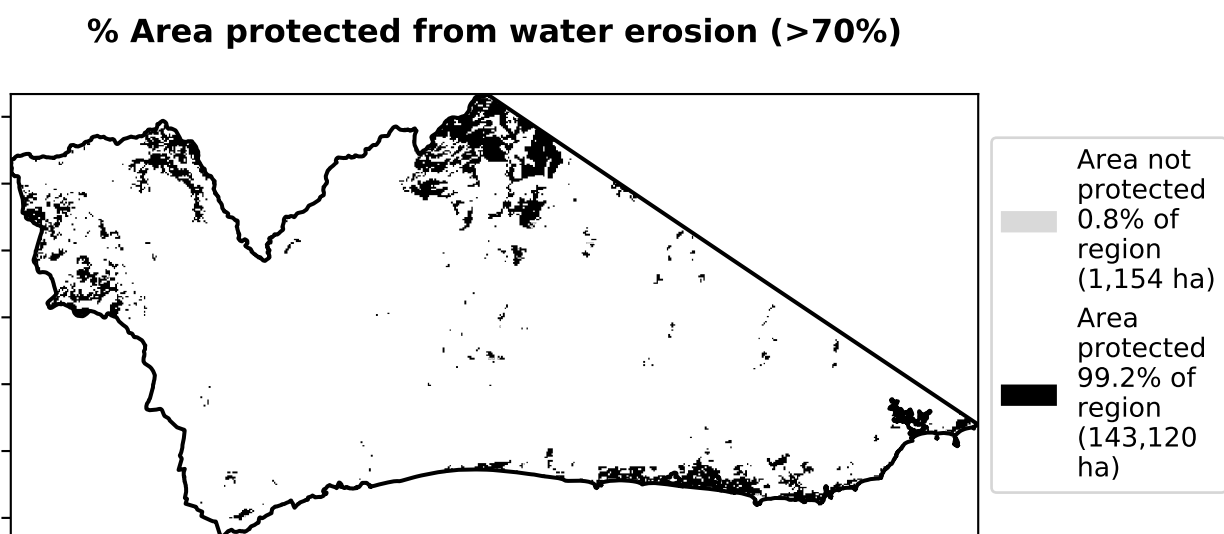 % Area protected from water erosion (>70%)
Area not
protected
0.8% of
region
(1,154 ha)
Area
protected
99.2% of
region
(143,120
ha)